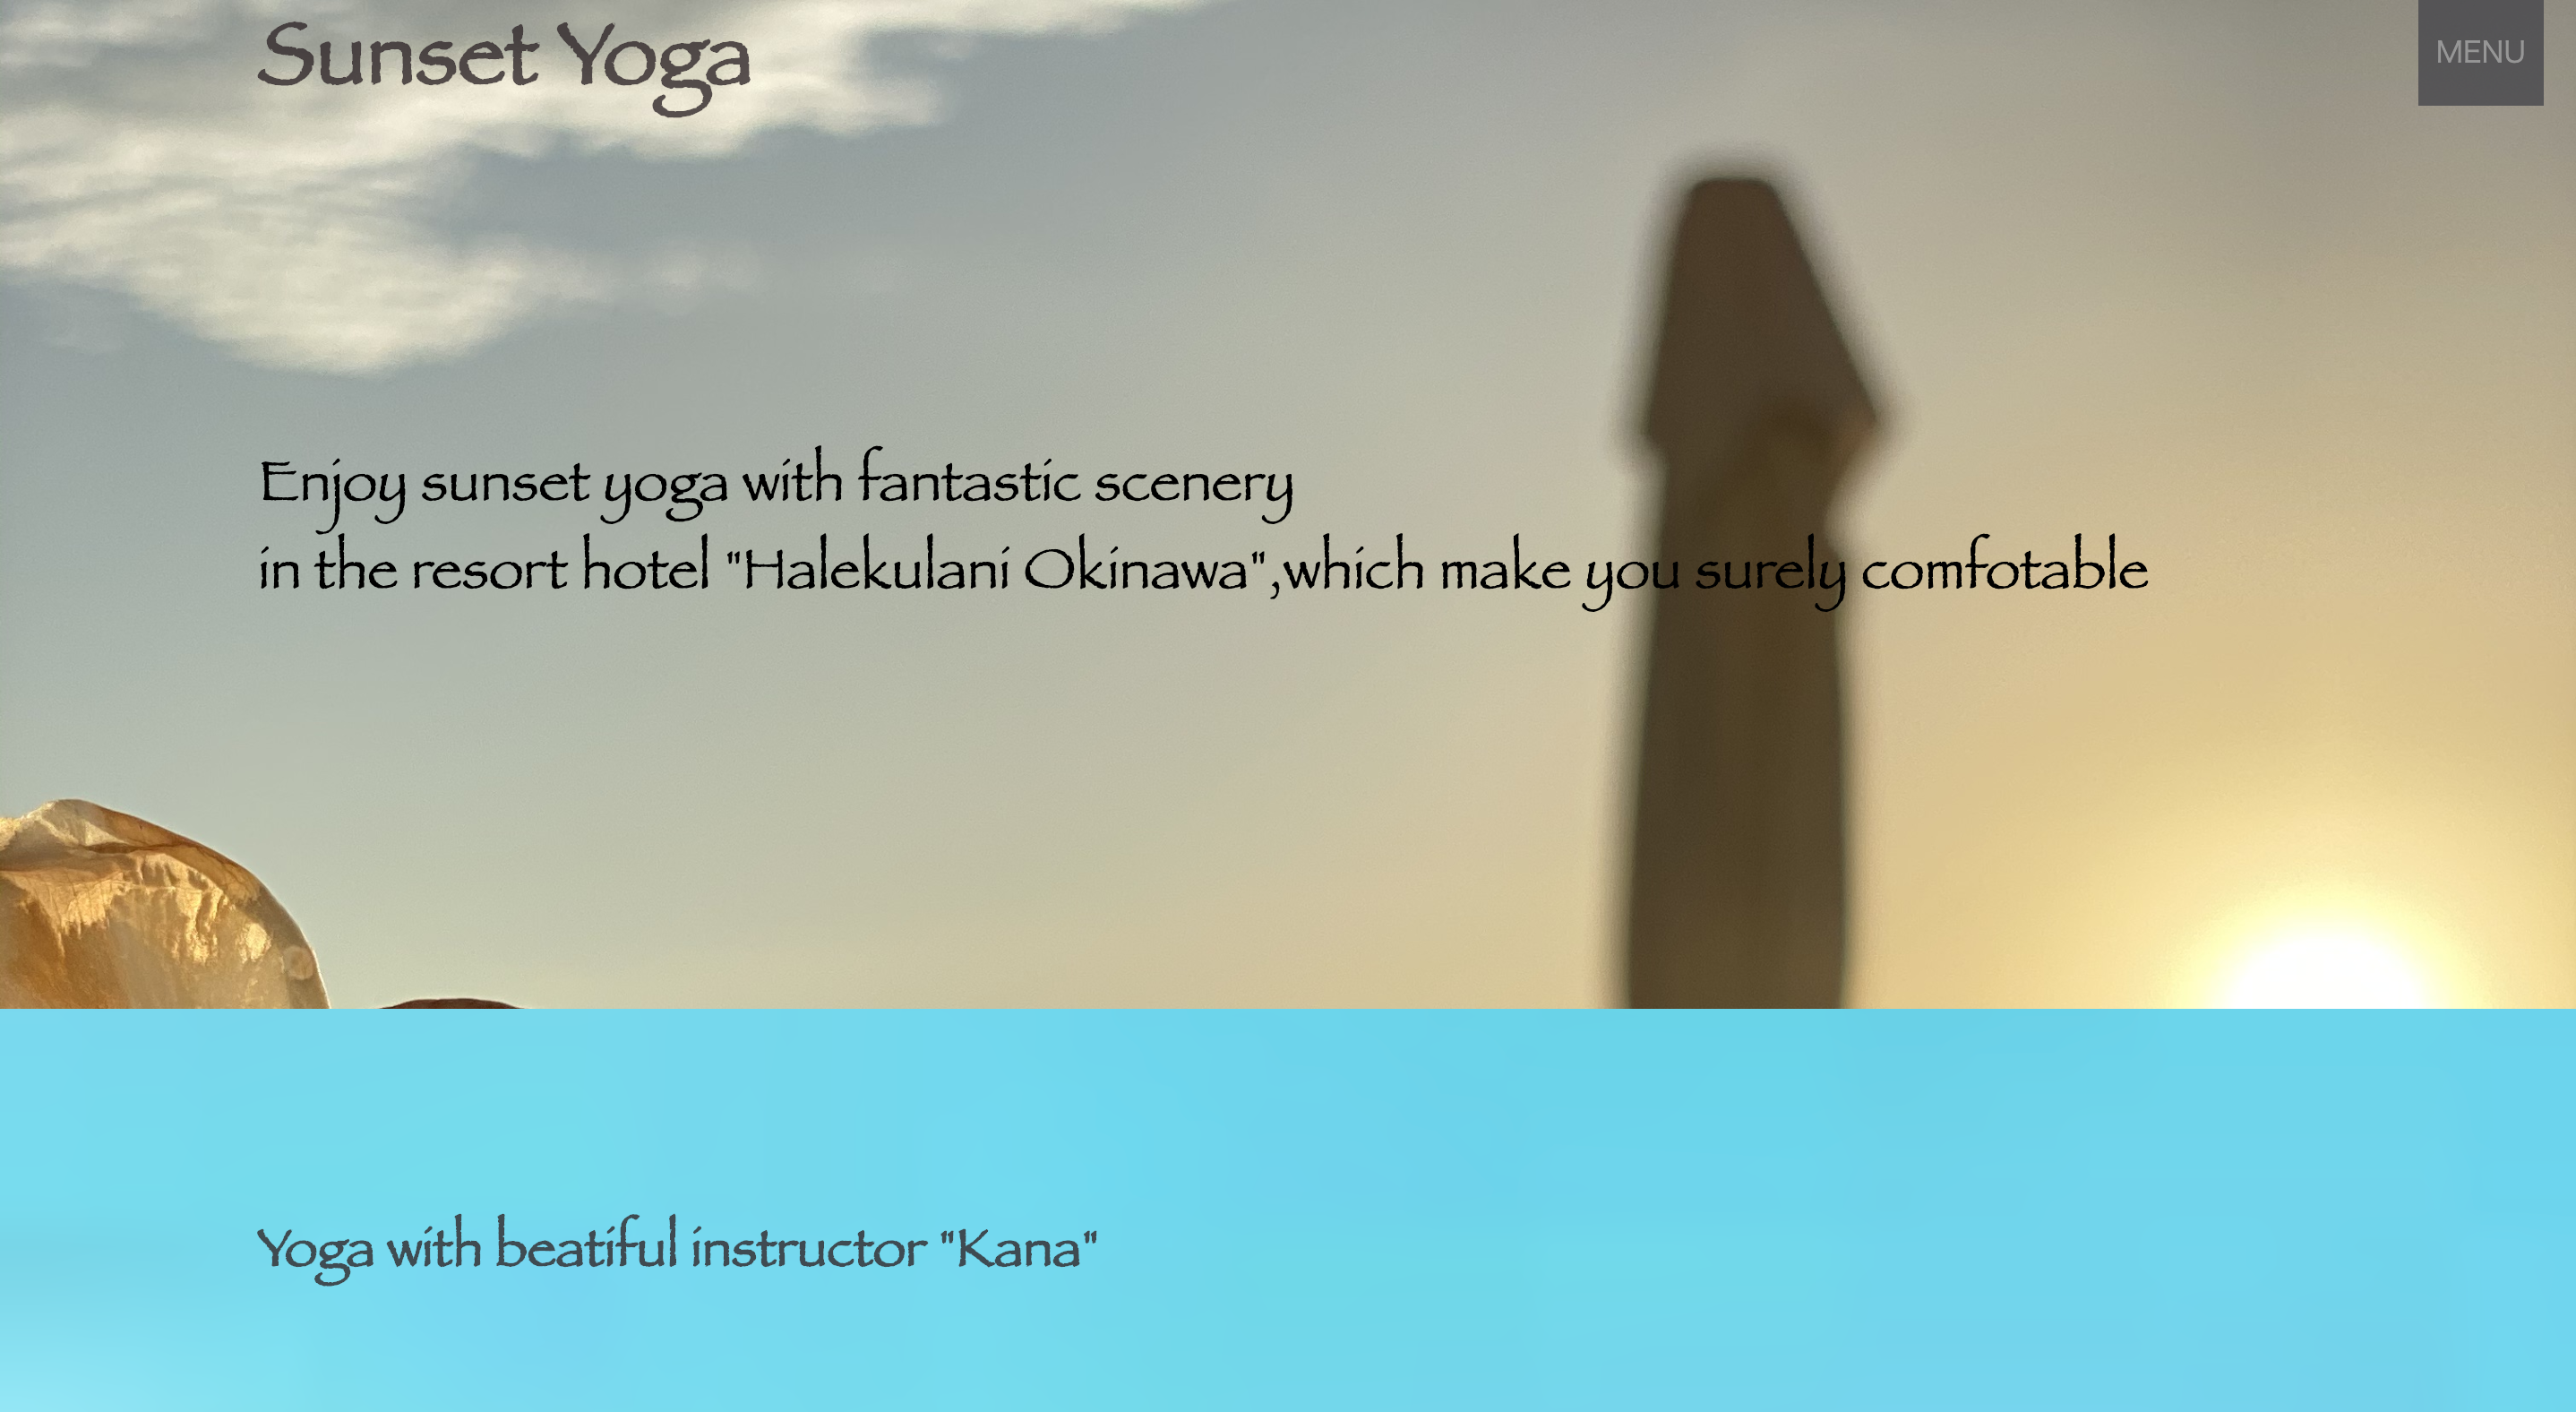 Sunset Yoga
MENU
Enjoy sunset yoga with fantastic scenery
in the resort hotel "Halekulani Okinawa",which make you surely comfotable
Yoga with beatiful instructor "Kana"